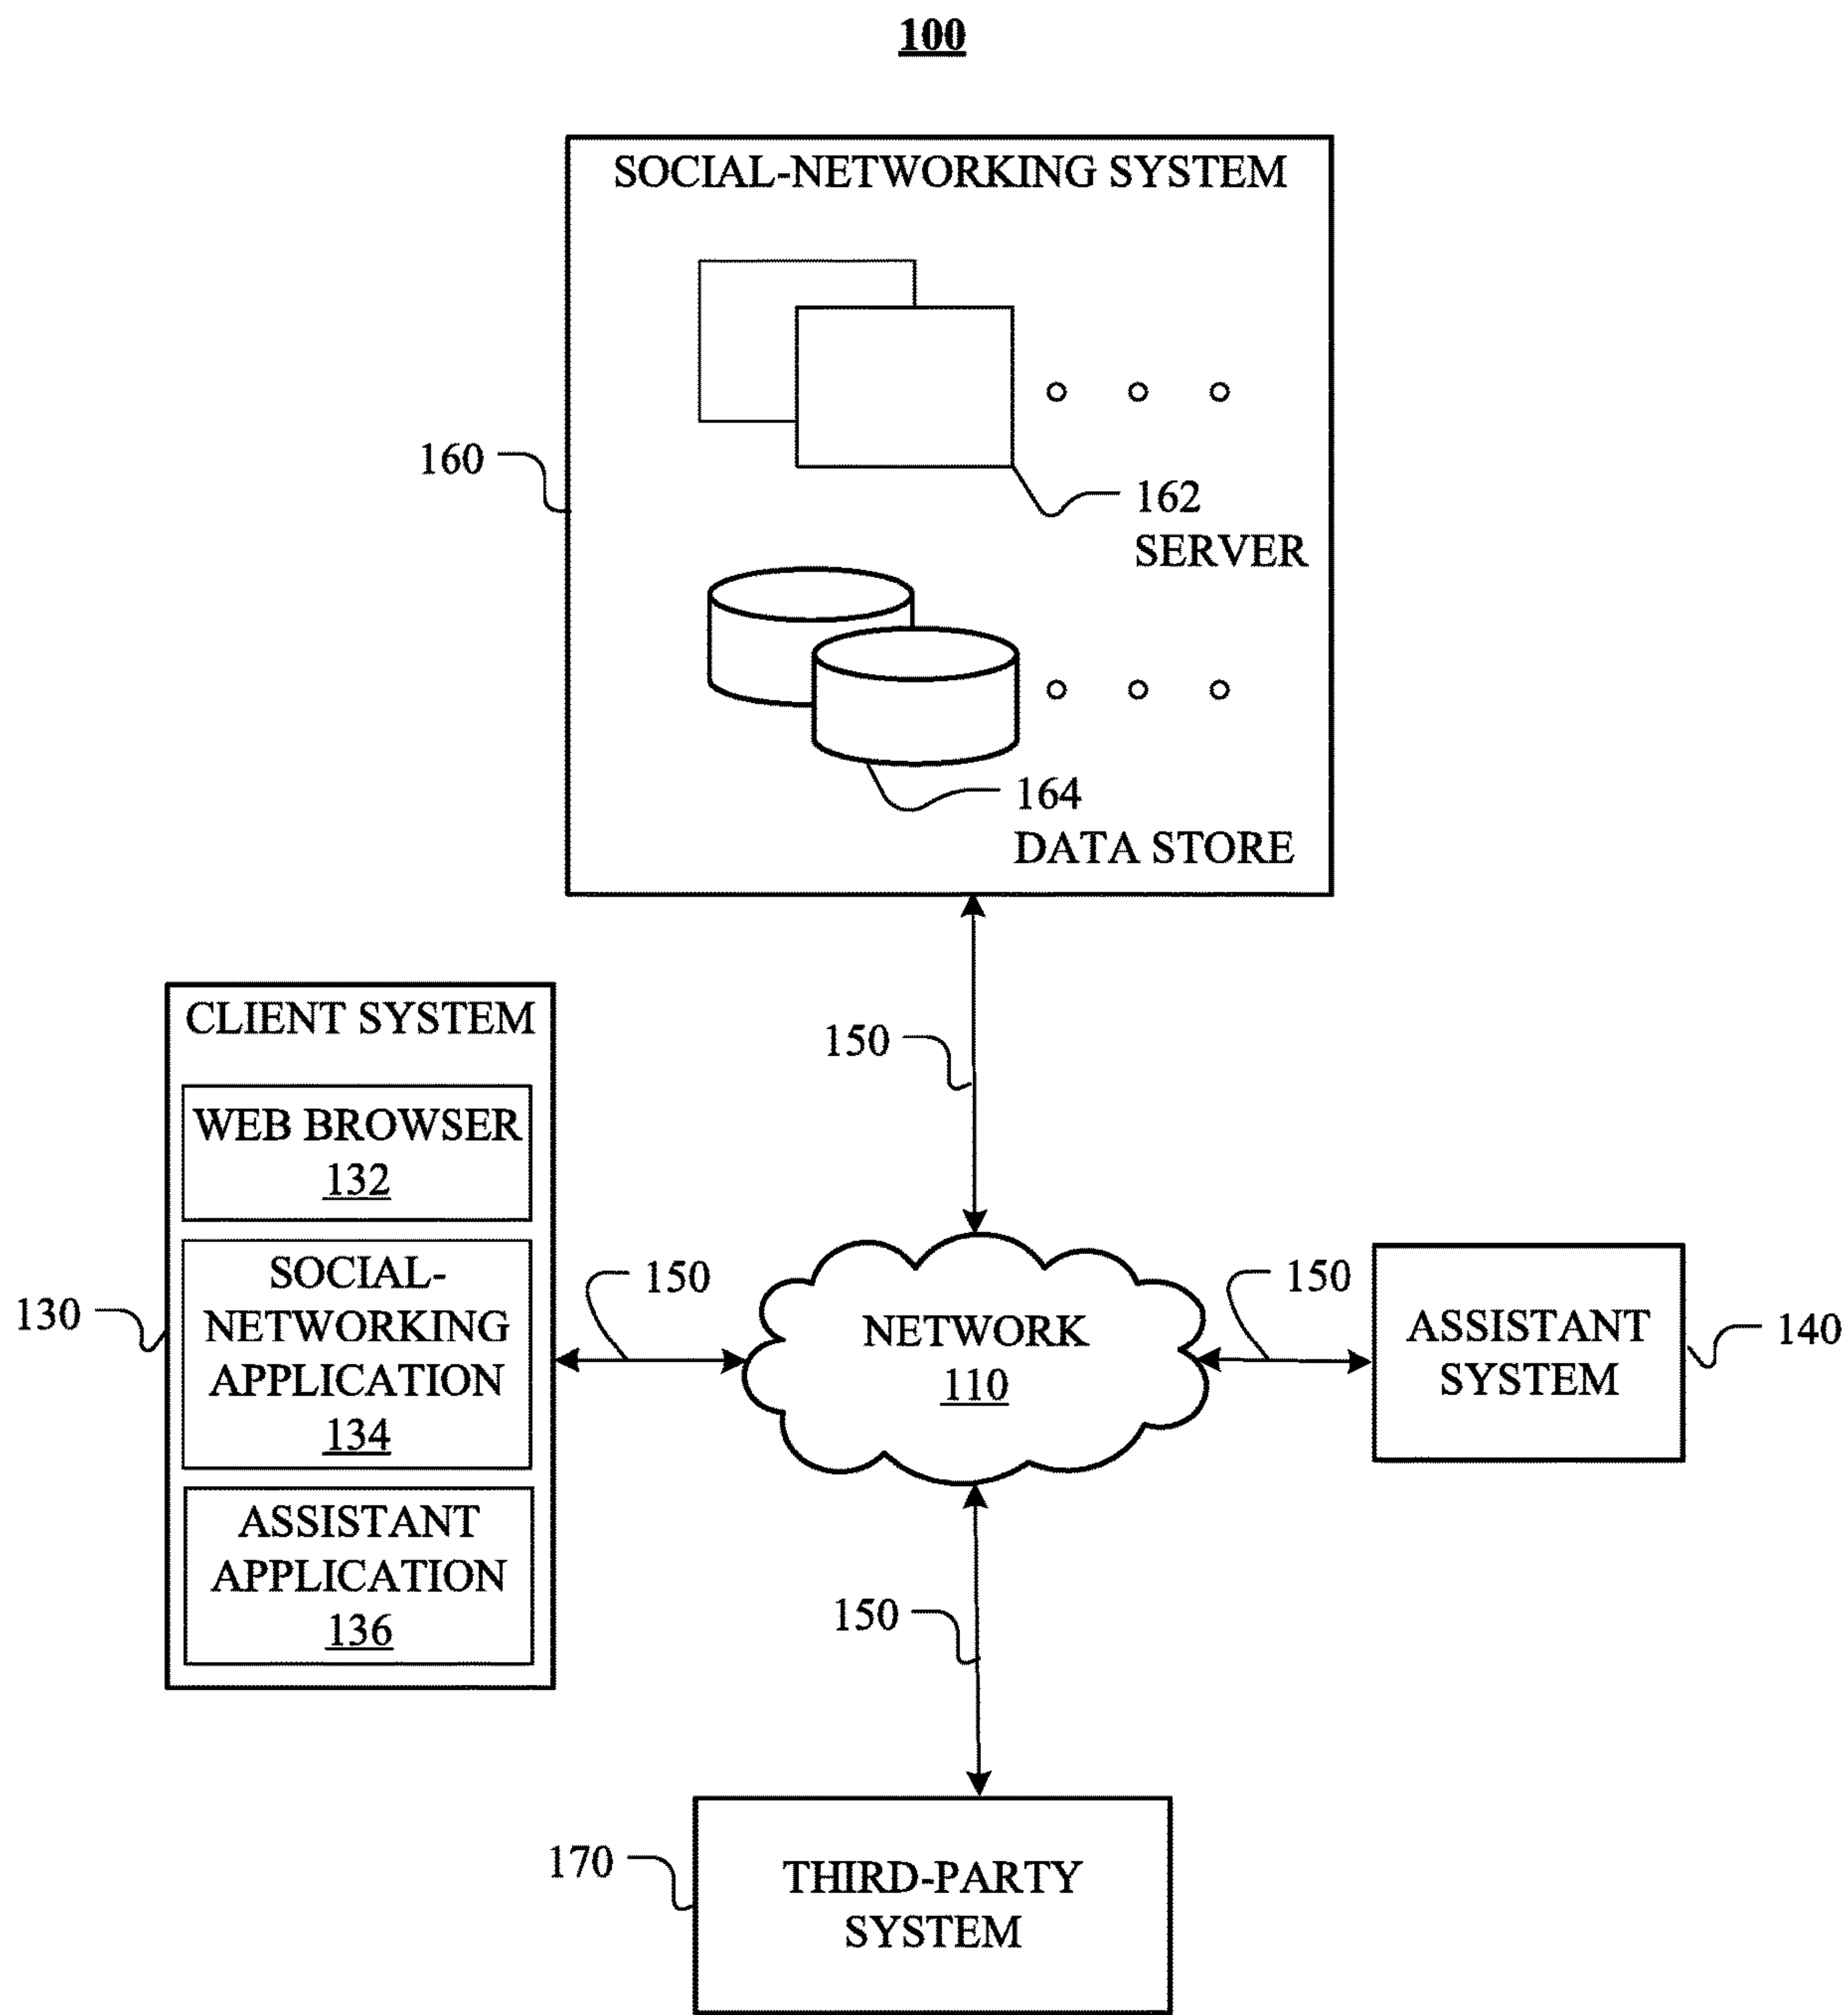 100
SOCIAL-NETWORKING SYSTEM
160
162
SERVER
164
DATA STORE
CLIENT SYSTEM
150
WEB BROWSER
132
SOCIAL-
NETWORKING
APPLICATION
134
130
150
NETWORK
110
150
ASSISTANT
SYSTEM
140
ASSISTANT
APPLICATION
136
150
170
THIRD-PARTY
SYSTEM